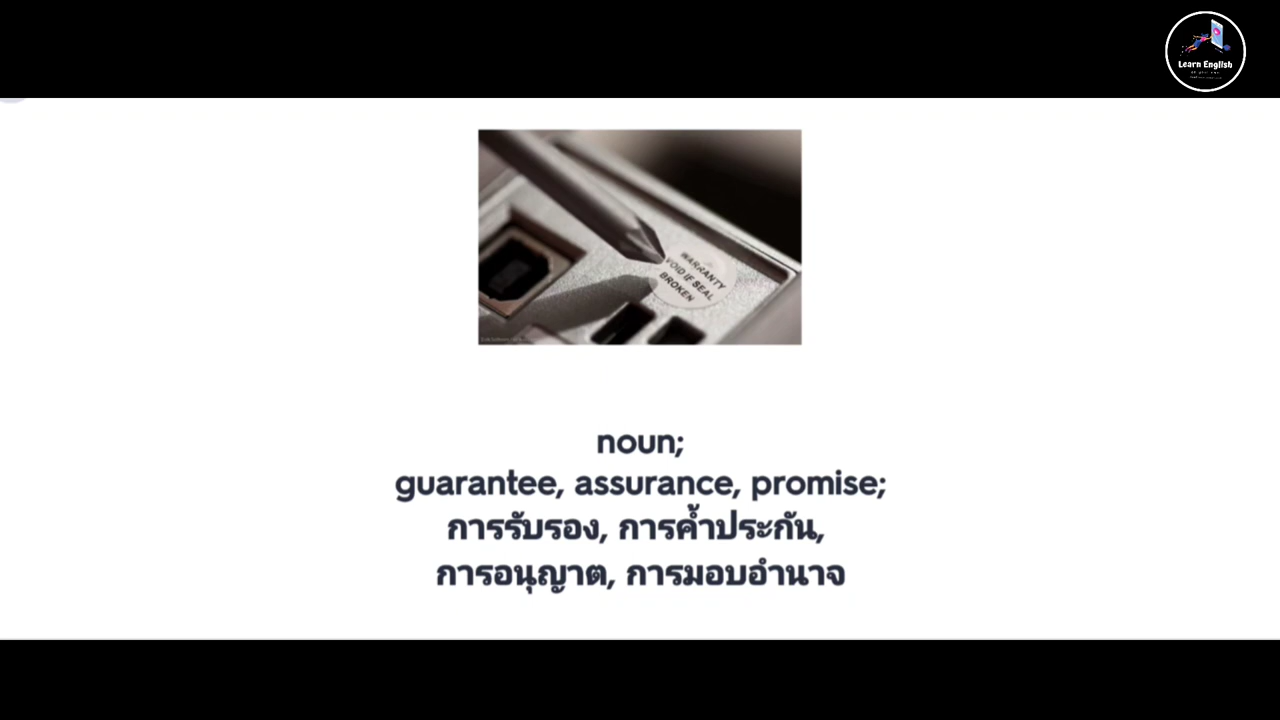 Learn English
WARRANTY
VOID IF SEAL
BROKEN
noun;
guarantee, assurance, promise;
การรับรอง, การค้ำประกัน,
การอนุญาต, การมอบอำนาจ